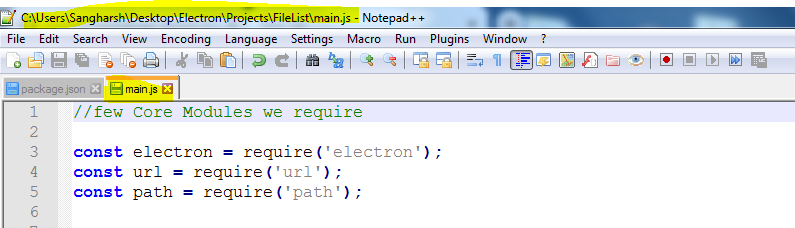 C:\Users\Sangharsh\Desktop\Electron\Projects\FileList\main.js - Notepad++
File Edit Search View Encoding Language Settings Macro Run Plugins Window ?
package.json main.js
1 //few Core Modules we require
2
3 const electron = require('electron');
4 const url = require('url');
5 const path = require('path');
6